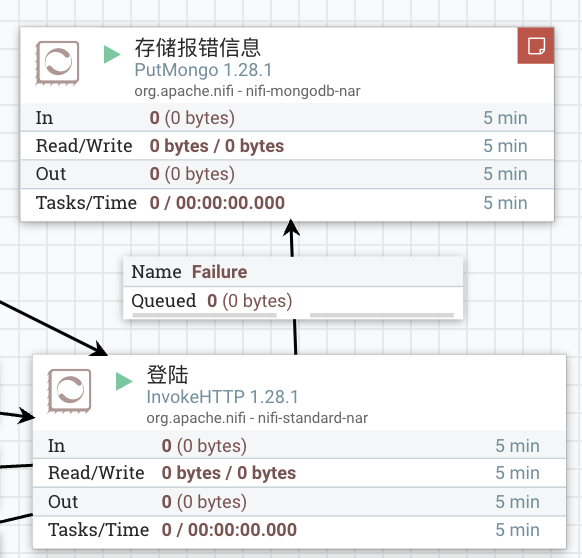 存储报错信息
PutMongo 1.28.1
org.apache.nifi - nifi-mongodb-nar
In 0 (0 bytes) 5 min
Read/Write 0 bytes / 0 bytes 5 min
Out 0 (0 bytes) 5 min
Tasks/Time 0 / 00:00:00.000 5 min
Name Failure
Queued 0 (0 bytes)
登陆
InvokeHTTP 1.28.1
org.apache.nifi - nifi-standard-nar
In 0 (0 bytes) 5 min
Read/Write 0 bytes / 0 bytes 5 min
Out 0 (0 bytes) 5 min
Tasks/Time 0 / 00:00:00.000 5 min